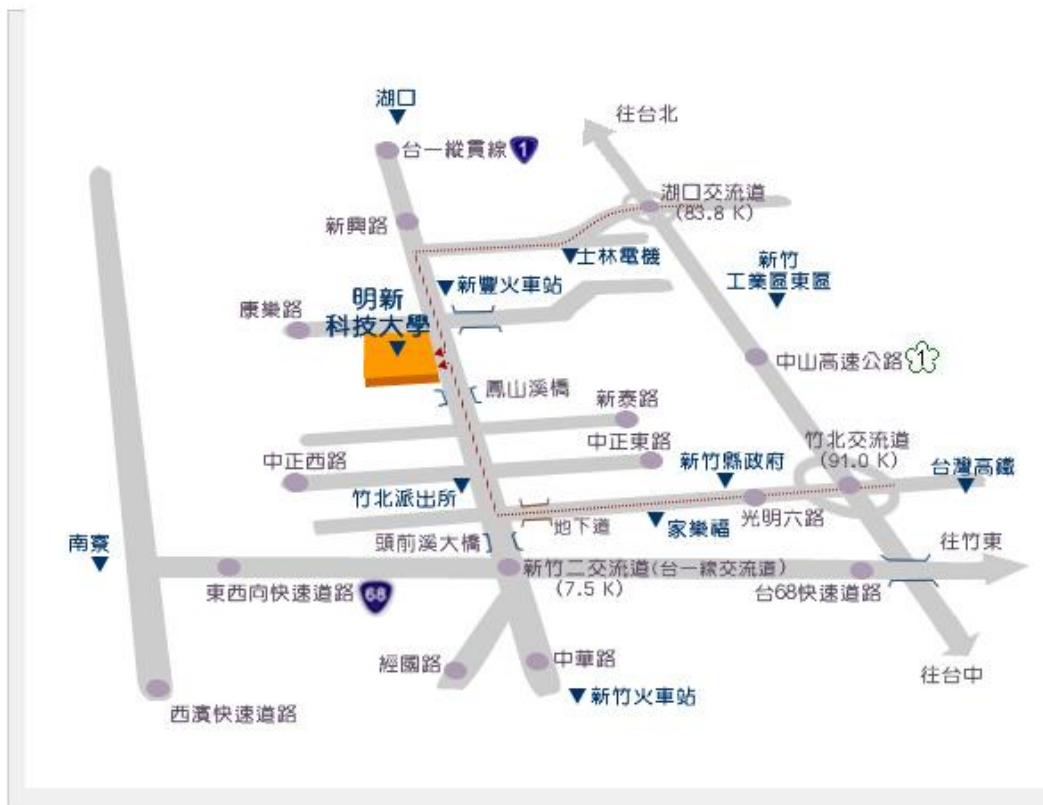 湖口
往台北
台一縱貫線 1
湖口交流道
(83.8 K)
新興路
士林電機
新竹
工業區東區
新豐火車站
明新
科技大學
康樂路
中山高速公路 1
鳳山溪橋
新泰路
中正東路
竹北交流道
(91.0 K)
中正西路
新竹縣政府
台灣高鐵
竹北派出所
光明六路
地下道
家樂福
南寮
頭前溪大橋
往竹東
新竹二交流道(台一線交流道)
(7.5 K)
東西向快速道路 68
台68快速道路
經國路
中華路
往台中
新竹火車站
西濱快速道路